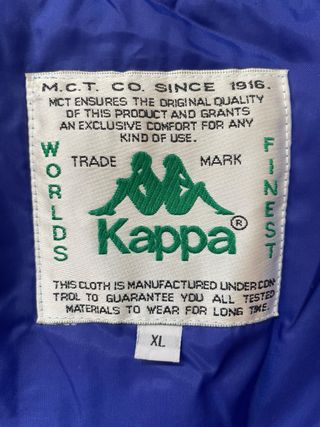 M.C.T. CO. SINCE 1916.
MCT ENSURES THE ORIGINAL QUALITY
OF THIS PRODUCT AND GRANTS
AN EXCLUSIVE COMFORT FOR ANY
KIND OF USE.
WORLDS
TRADE MARK
FINEST
Kappa®
THIS CLOTH IS MANUFACTURED UNDER CON
TROL TO GUARANTEE YOU ALL TESTED
MATERIALS TO WEAR FOR LONG TIME.
XL